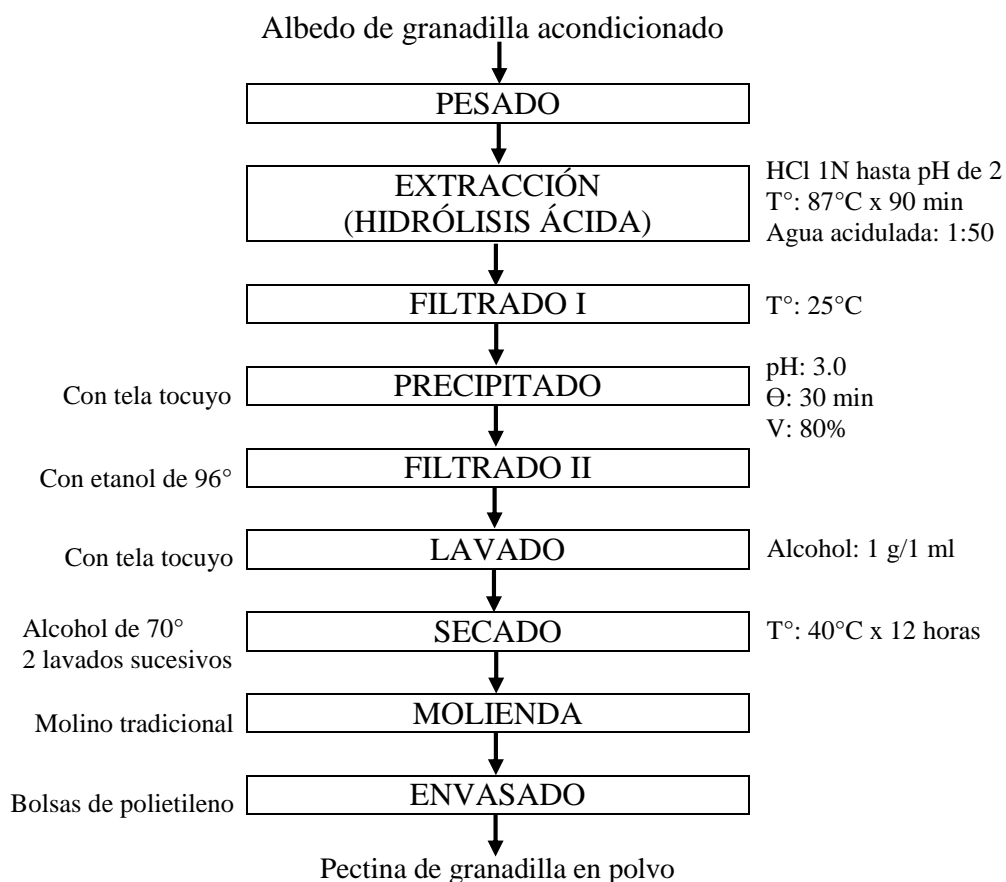 Albedo de granadilla acondicionado
PESADO
EXTRACCIÓN
(HIDRÓLISIS ÁCIDA)
HCl 1N hasta pH de 2
T°: 87°C x 90 min
Agua acidulada: 1:50
FILTRADO I
T°: 25°C
Con tela tocuyo
PRECIPITADO
pH: 3.0
Ɵ: 30 min
V: 80%
Con etanol de 96°
FILTRADO II
Con tela tocuyo
LAVADO
Alcohol: 1 g/1 ml
Alcohol de 70°
2 lavados sucesivos
SECADO
T°: 40°C x 12 horas
Molino tradicional
MOLIENDA
Bolsas de polietileno
ENVASADO
Pectina de granadilla en polvo